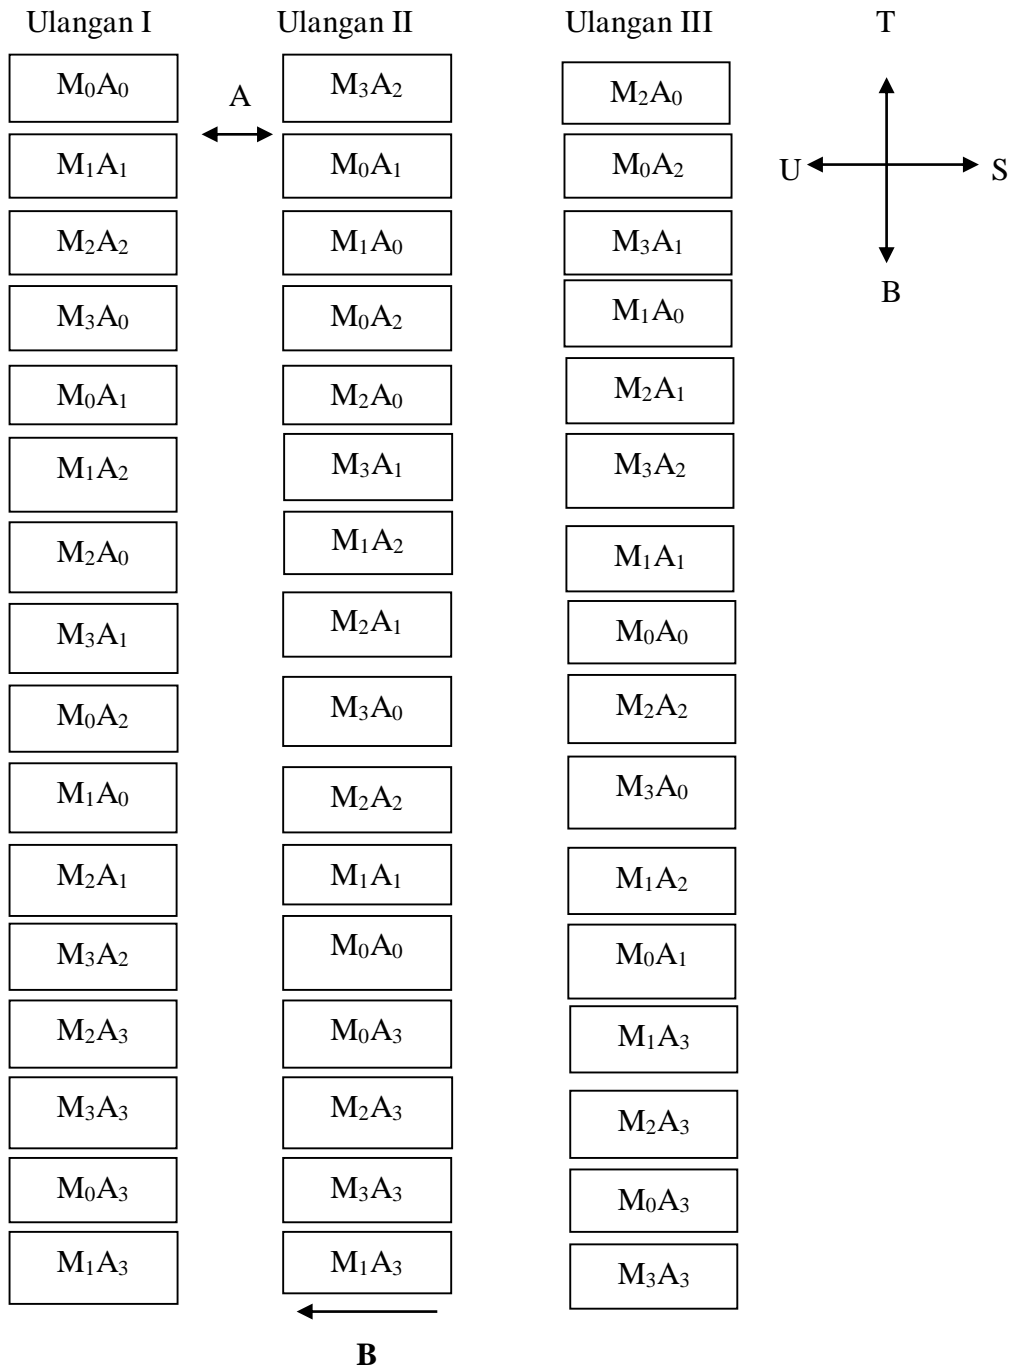 Ulangan I Ulangan II Ulangan III T
M₀A₀ M₃A₂ M₂A₀
A
M₁A₁ M₀A₁ M₀A₂
U S
M₂A₂ M₁A₀ M₃A₁
B
M₃A₀ M₀A₂ M₁A₀
M₀A₁ M₂A₀ M₂A₁
M₁A₂ M₃A₁ M₃A₂
M₂A₀ M₁A₂ M₁A₁
M₃A₁ M₂A₁ M₀A₀
M₀A₂ M₃A₀ M₂A₂
M₁A₀ M₂A₂ M₃A₀
M₂A₁ M₁A₁ M₁A₂
M₃A₂ M₀A₀ M₀A₁
M₂A₃ M₀A₃ M₁A₃
M₃A₃ M₂A₃ M₂A₃
M₀A₃ M₃A₃ M₀A₃
M₁A₃ M₁A₃ M₃A₃
B